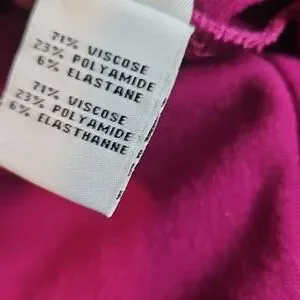 71% VISCOSE
23% POLYAMIDE
6% ELASTANE
71% VISCOSE
23% POLYAMIDE
6% ELASTHANNE